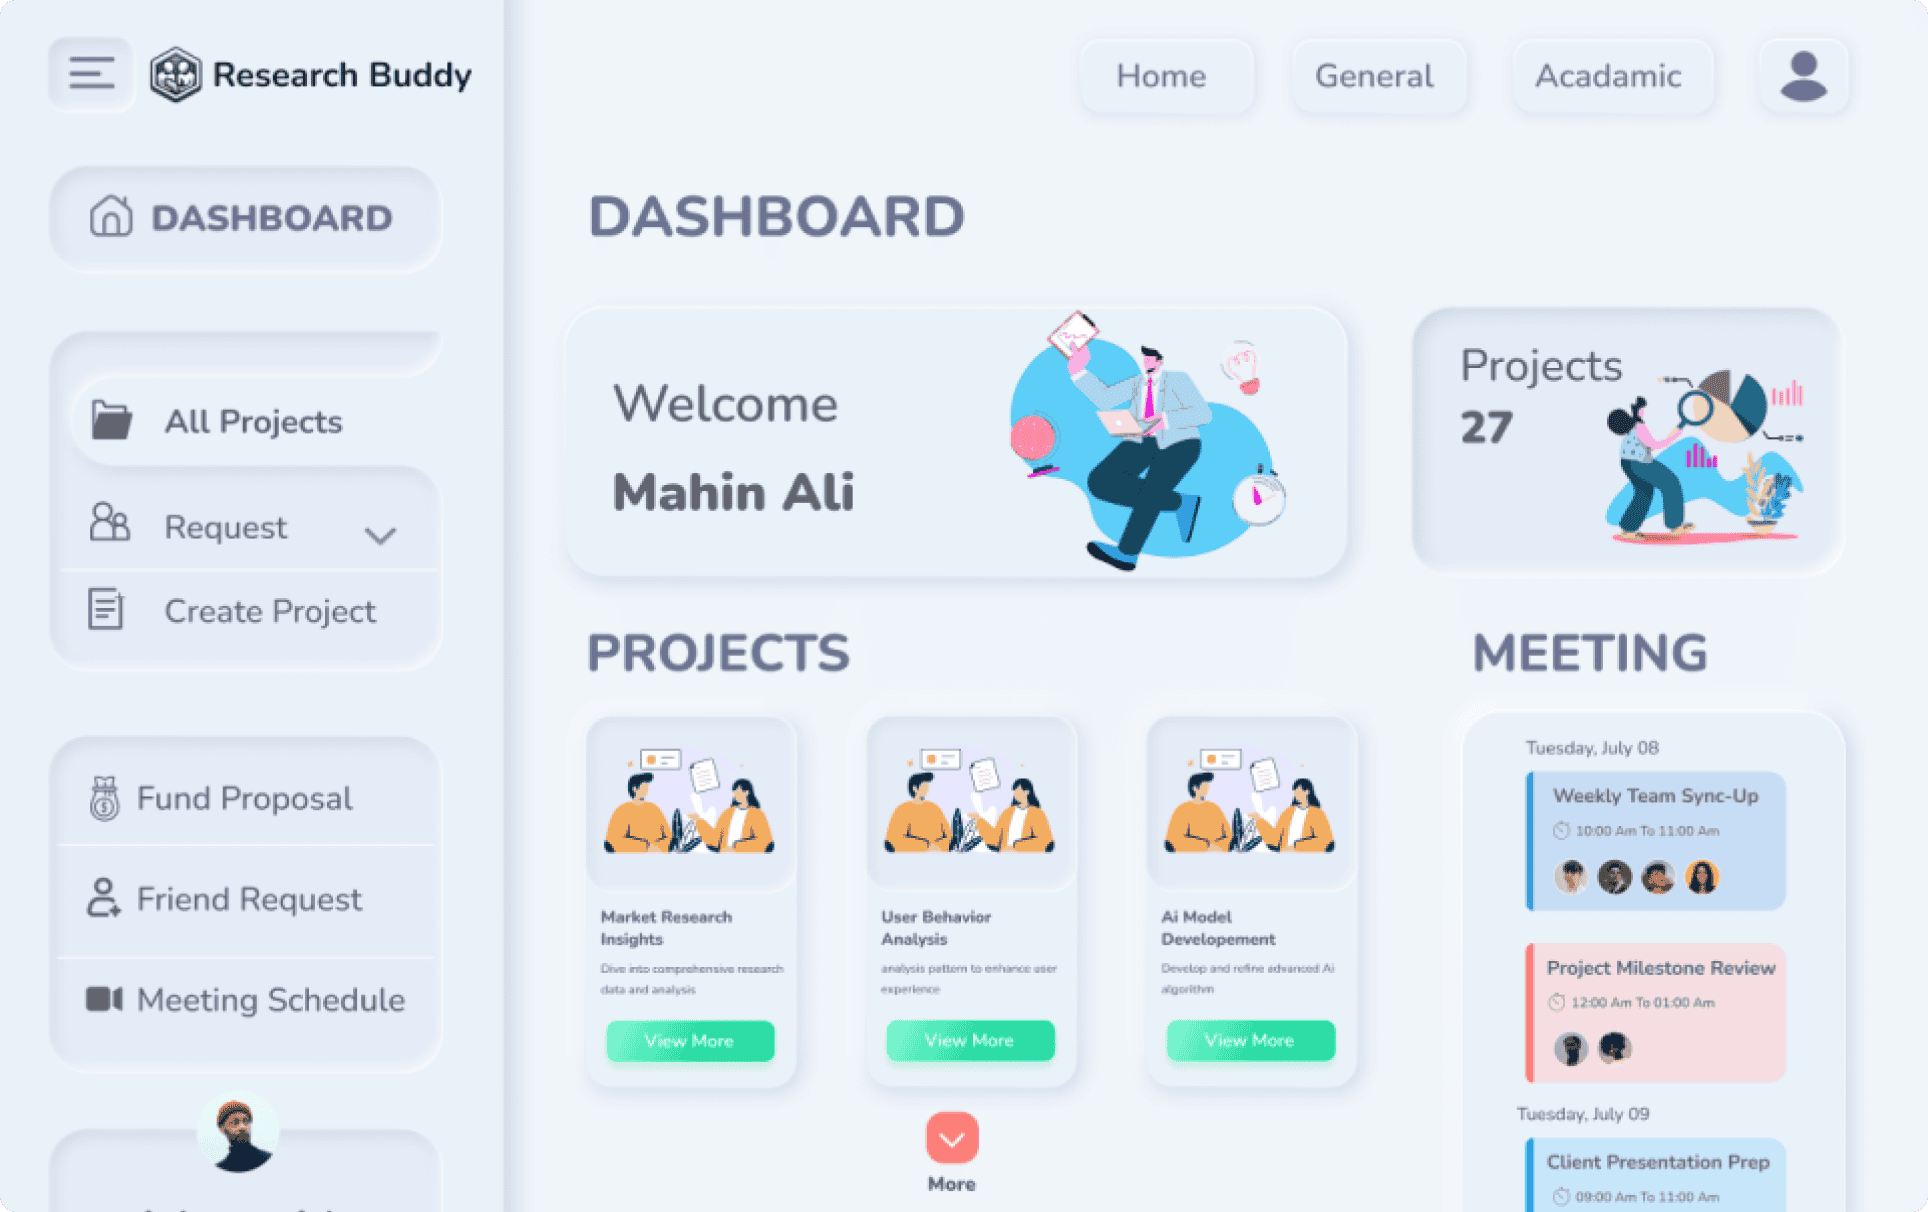 Research Buddy
Home
General
Acadamic
DASHBOARD
All Projects
Request
Create Project
Fund Proposal
Friend Request
Meeting Schedule
DASHBOARD
Welcome
Mahin Ali
Projects
27
PROJECTS
Market Research
Insights
Dive into comprehensive research
data and analysis
View More
User Behavior
Analysis
analysis pattern to enhance user
experience
View More
Ai Model
Developement
Develop and refine advanced Ai
algorithm
View More
More
MEETING
Tuesday, July 08
Weekly Team Sync-Up
10:00 Am To 11:00 Am
Project Milestone Review
12:00 Am To 01:00 Am
Tuesday, July 09
Client Presentation Prep
09:00 Am To 11:00 Am